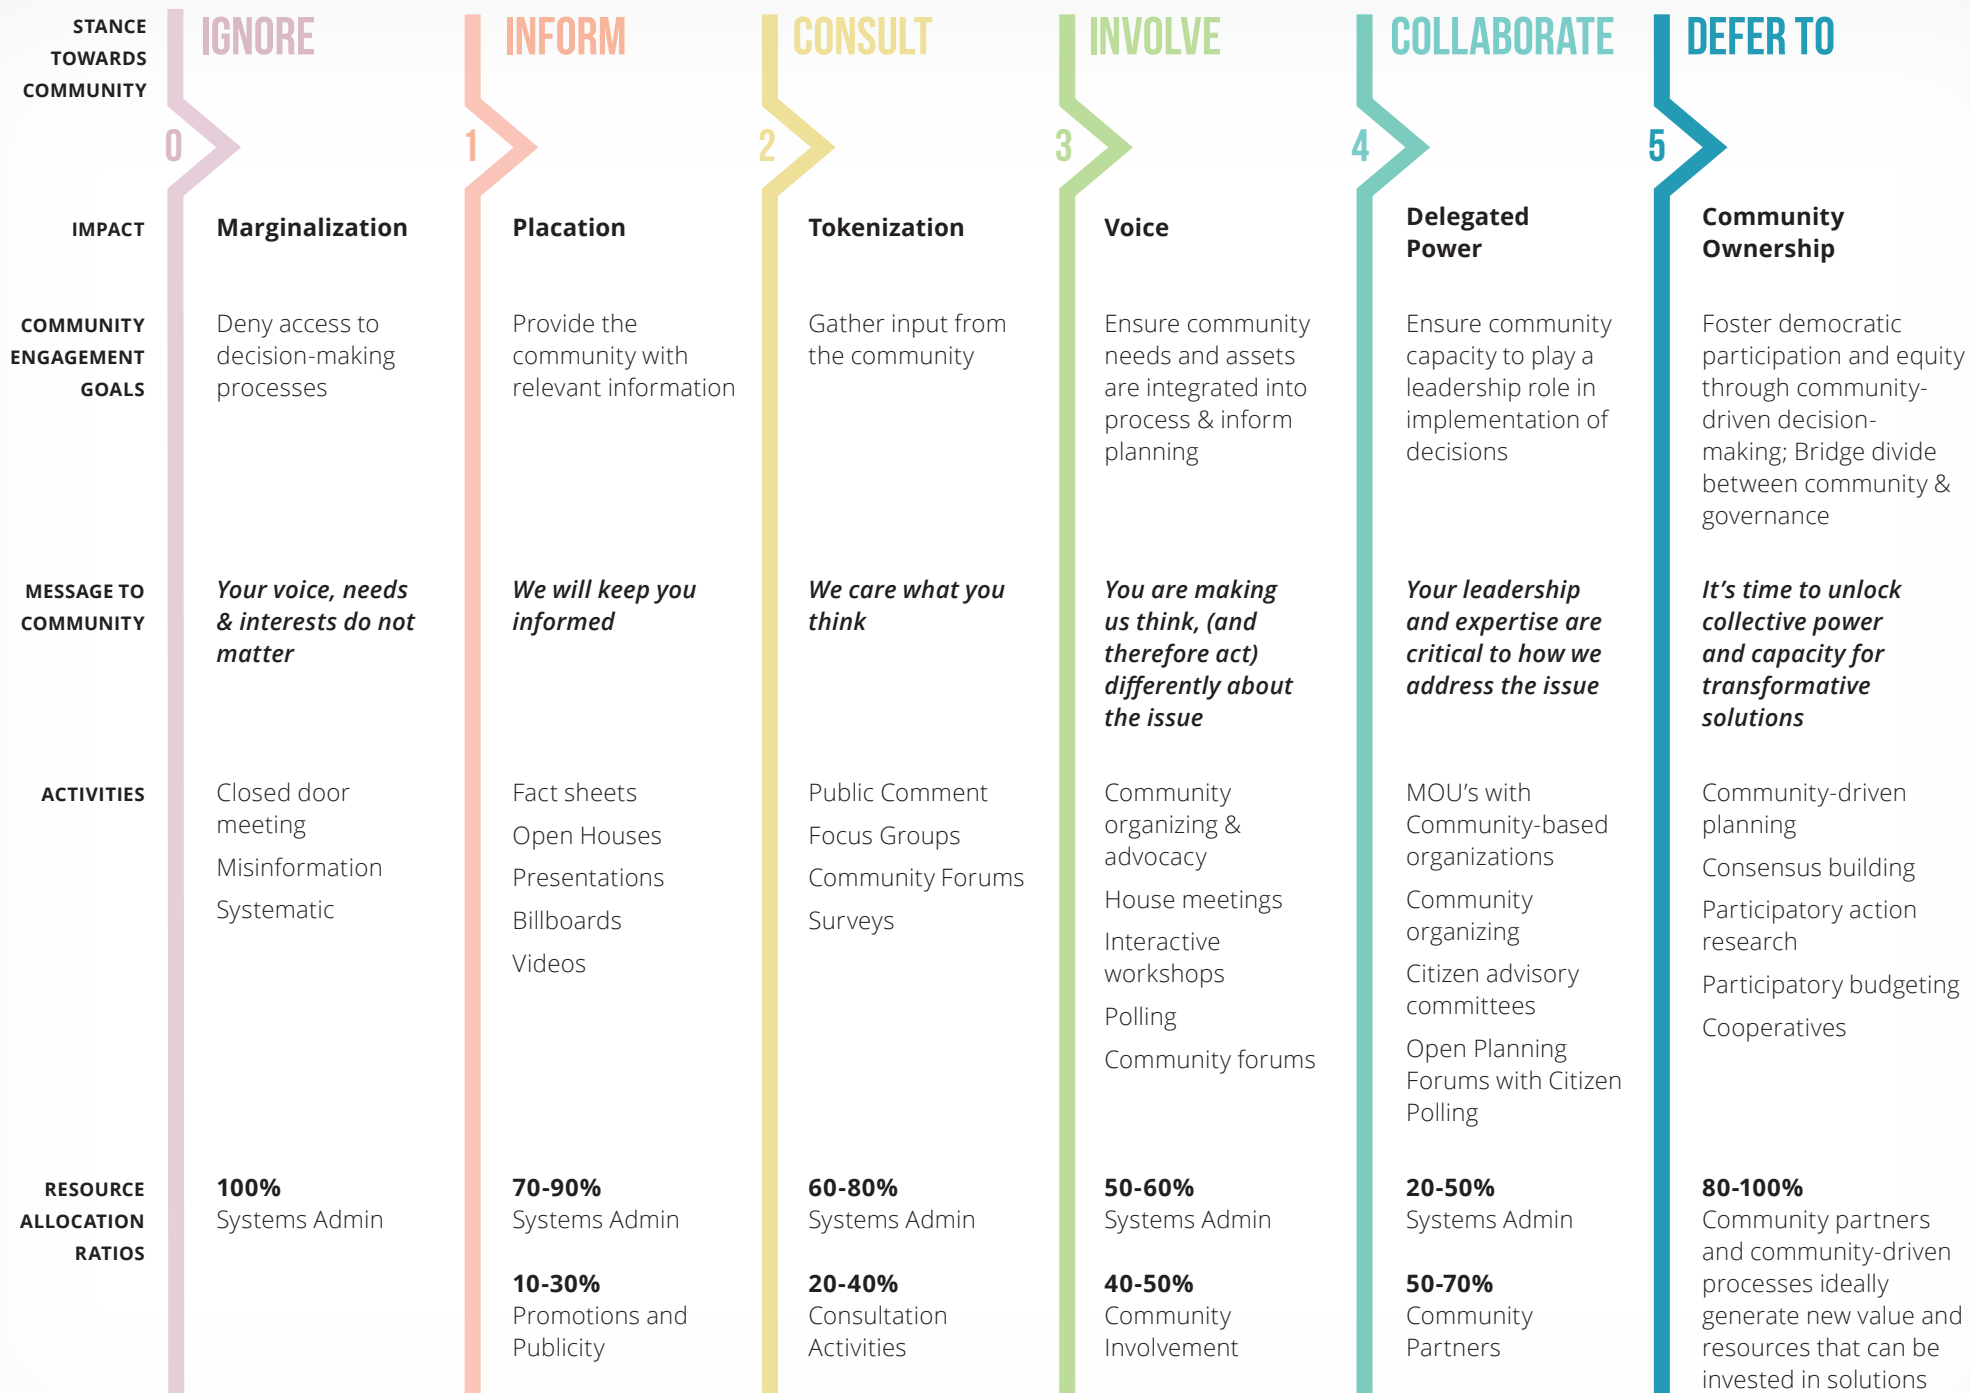 STANCE
TOWARDS
COMMUNITY
IGNORE
INFORM
CONSULT
INVOLVE
COLLABORATE
DEFER TO
0
1
2
3
4
5
IMPACT
Marginalization
Placation
Tokenization
Voice
Delegated
Power
Community
Ownership
COMMUNITY
ENGAGEMENT
GOALS
Deny access to
decision-making
processes
Provide the
community with
relevant information
Gather input from
the community
Ensure community
needs and assets
are integrated into
process & inform
planning
Ensure community
capacity to play a
leadership role in
implementation of
decisions
Foster democratic
participation and equity
through community-
driven decision-
making; Bridge divide
between community &
governance
MESSAGE TO
COMMUNITY
Your voice, needs
& interests do not
matter
We will keep you
informed
We care what you
think
You are making
us think, (and
therefore act)
differently about
the issue
Your leadership
and expertise are
critical to how we
address the issue
It's time to unlock
collective power
and capacity for
transformative
solutions
ACTIVITIES
Closed door
meeting
Misinformation
Systematic
Fact sheets
Open Houses
Presentations
Billboards
Videos
Public Comment
Focus Groups
Community Forums
Surveys
Community
organizing &
advocacy
House meetings
Interactive
workshops
Polling
Community forums
MOU's with
Community-based
organizations
Community
organizing
Citizen advisory
committees
Open Planning
Forums with Citizen
Polling
Community-driven
planning
Consensus building
Participatory action
research
Participatory budgeting
Cooperatives
RESOURCE
ALLOCATION
RATIOS
100%
Systems Admin
70-90%
Systems Admin
10-30%
Promotions and
Publicity
60-80%
Systems Admin
20-40%
Consultation
Activities
50-60%
Systems Admin
40-50%
Community
Involvement
20-50%
Systems Admin
50-70%
Community
Partners
80-100%
Community partners
and community-driven
processes ideally
generate new value and
resources that can be
invested in solutions